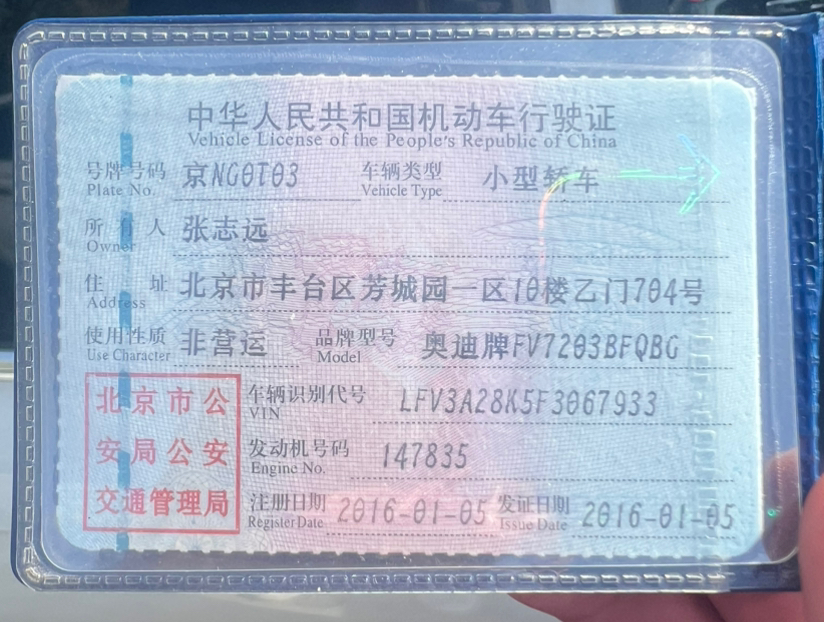 中华人民共和国机动车行驶证
Vehicle License of the People's Republic of China
号牌号码 京NG0T03 车辆类型 小型轿车
Plate No. Vehicle Type
所有人 张志远
Owner
住址 北京市丰台区芳城园一区10楼乙门704号
Address
使用性质 非营运 品牌型号 奥迪牌FV7203BFQBG
Use Character Model
车辆识别代号 LFV3A28K5F3067933
VIN
发动机号码 147835
Engine No.
注册日期 2016-01-05 发证日期 2016-01-05
Register Date Issue Date
北京市公
安局公安
交通管理局